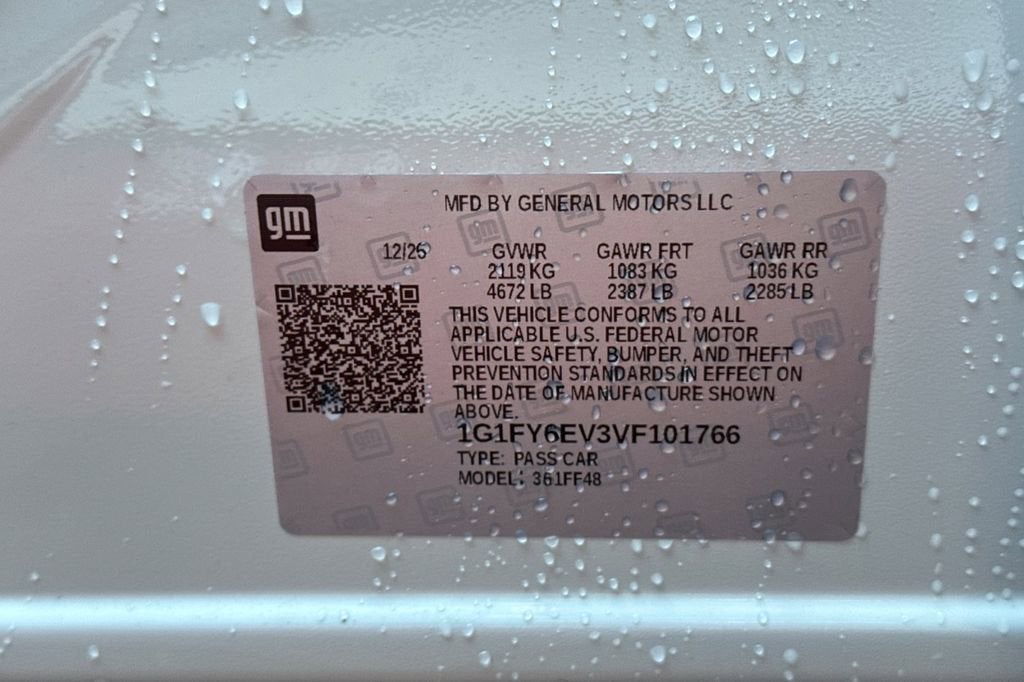 gm
MFD BY GENERAL MOTORS LLC
12/26 GVWR GAWR FRT GAWR RR
2119 KG 1083 KG 1036 KG
4672 LB 2387 LB 2285 LB
THIS VEHICLE CONFORMS TO ALL
APPLICABLE U.S. FEDERAL MOTOR
VEHICLE SAFETY, BUMPER, AND THEFT
PREVENTION STANDARDS IN EFFECT ON
THE DATE OF MANUFACTURE SHOWN
ABOVE.
1G1FY6EV3VF101766
TYPE: PASS CAR
MODEL: 361FF48